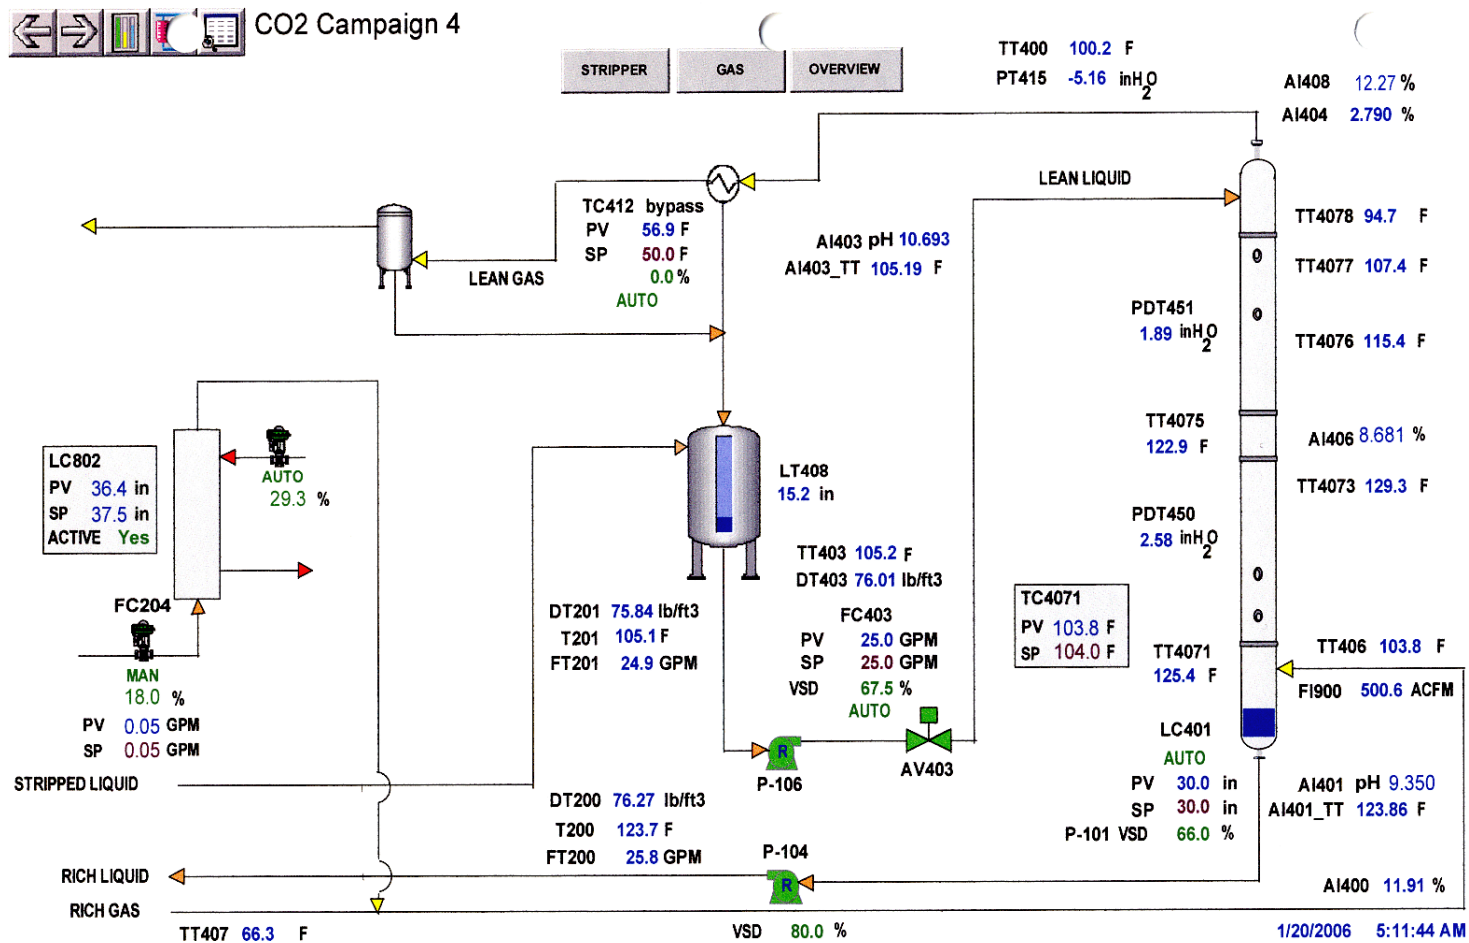 CO2 Campaign 4
STRIPPER GAS OVERVIEW
TT400 100.2 F
PT415 -5.16 inH2O
AI408 12.27 %
AI404 2.790 %
LEAN LIQUID
TC412 bypass
PV 56.9 F
SP 50.0 F
0.0 %
AUTO
LEAN GAS
AI403 pH 10.693
AI403_TT 105.19 F
TT4078 94.7 F
TT4077 107.4 F
PDT451
1.89 inH2O
TT4076 115.4 F
TT4075
122.9 F
AI406 8.681 %
TT4073 129.3 F
PDT450
2.58 inH2O
LC802
PV 36.4 in
SP 37.5 in
ACTIVE Yes
AUTO
29.3 %
LT408
15.2 in
TT403 105.2 F
DT403 76.01 lb/ft3
FC403
PV 25.0 GPM
SP 25.0 GPM
VSD 67.5 %
AUTO
TC4071
PV 103.8 F
SP 104.0 F
FC204
MAN
18.0 %
PV 0.05 GPM
SP 0.05 GPM
DT201 75.84 lb/ft3
T201 105.1 F
FT201 24.9 GPM
TT4071
125.4 F
TT406 103.8 F
FI900 500.6 ACFM
LC401
AUTO
PV 30.0 in
SP 30.0 in
P-101 VSD 66.0 %
AI401 pH 9.350
AI401_TT 123.86 F
P-106
AV403
STRIPPED LIQUID
DT200 76.27 lb/ft3
T200 123.7 F
FT200 25.8 GPM
P-104
RICH LIQUID
RICH GAS
AI400 11.91 %
TT407 66.3 F
VSD 80.0 %
1/20/2006 5:11:44 AM
R
R